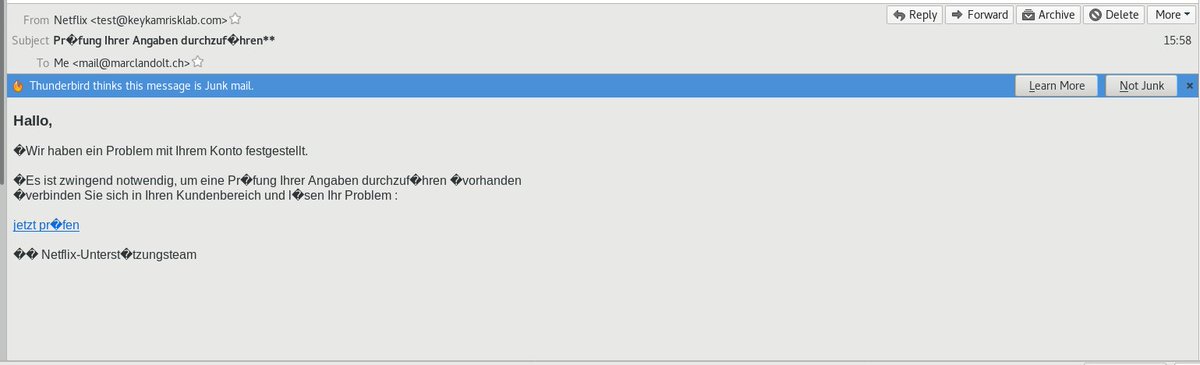 From Netflix <test@keykamrisklab.com>
Reply Forward Archive Delete More
Subject Pr�fung Ihrer Angaben durchzuf�hren**
15:58
To Me <mail@marclandolt.ch>
Thunderbird thinks this message is Junk mail.
Learn More Not Junk ×
Hallo,
�Wir haben ein Problem mit Ihrem Konto festgestellt.
�Es ist zwingend notwendig, um eine Pr�fung Ihrer Angaben durchzuf�hren �vorhanden
�verbinden Sie sich in Ihren Kundenbereich und l�sen Ihr Problem :
jetzt pr�fen
�� Netflix-Unterst�tzungsteam